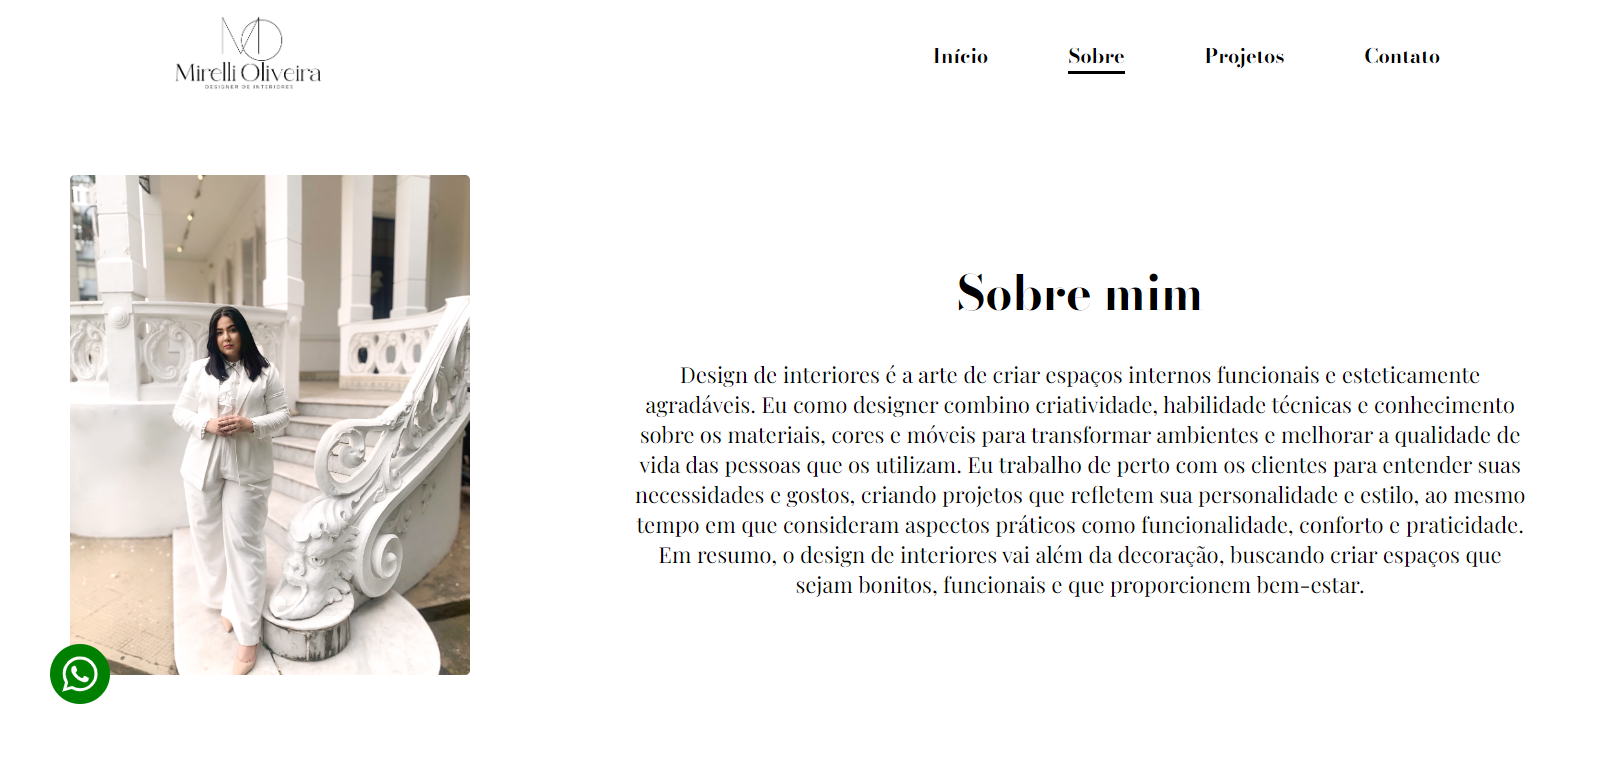 MO
Mirelli Oliveira
DESIGNER DE INTERIORES
Início Sobre Projetos Contato
Sobre mim
Design de interiores é a arte de criar espaços internos funcionais e esteticamente
agradáveis. Eu como designer combino criatividade, habilidade técnicas e conhecimento
sobre os materiais, cores e móveis para transformar ambientes e melhorar a qualidade de
vida das pessoas que os utilizam. Eu trabalho de perto com os clientes para entender suas
necessidades e gostos, criando projetos que refletem sua personalidade e estilo, ao mesmo
tempo em que consideram aspectos práticos como funcionalidade, conforto e praticidade.
Em resumo, o design de interiores vai além da decoração, buscando criar espaços que
sejam bonitos, funcionais e que proporcionem bem-estar.